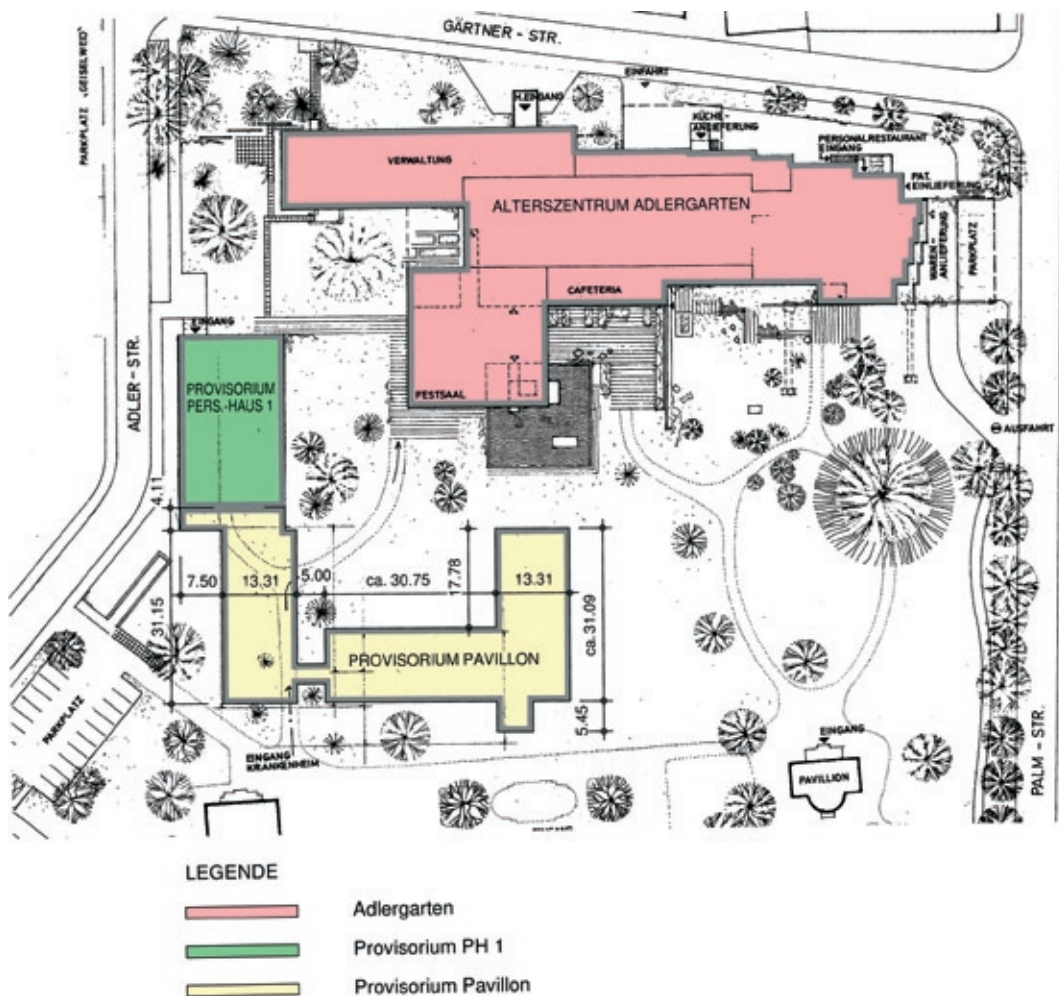 GÄRTNER - STR.
PARKPLATZ „GEISELWEID"
EINFAHRT
H.EINGANG
KÜCHE-
ANLIEFERUNG
PERSONALRESTAURANT
EINGANG
VERWALTUNG
PAT.
EINLIEFERUNG
ALTERSZENTRUM ADLERGARTEN
WAREN-
ANLIEFERUNG
PARKPLATZ
CAFETERIA
EINGANG
ADLER - STR.
PROVISORIUM
PERS.-HAUS 1
FESTSAAL
AUSFAHRT
4.11
7.50
13.31
5.00
ca. 30.75
17.78
13.31
31.15
ca. 31.09
PROVISORIUM PAVILLON
5.45
PARKPLATZ
EINGANG
KRANKENHEIM
EINGANG
PAVILLION
PALM - STR.
LEGENDE
Adlergarten
Provisorium PH 1
Provisorium Pavillon